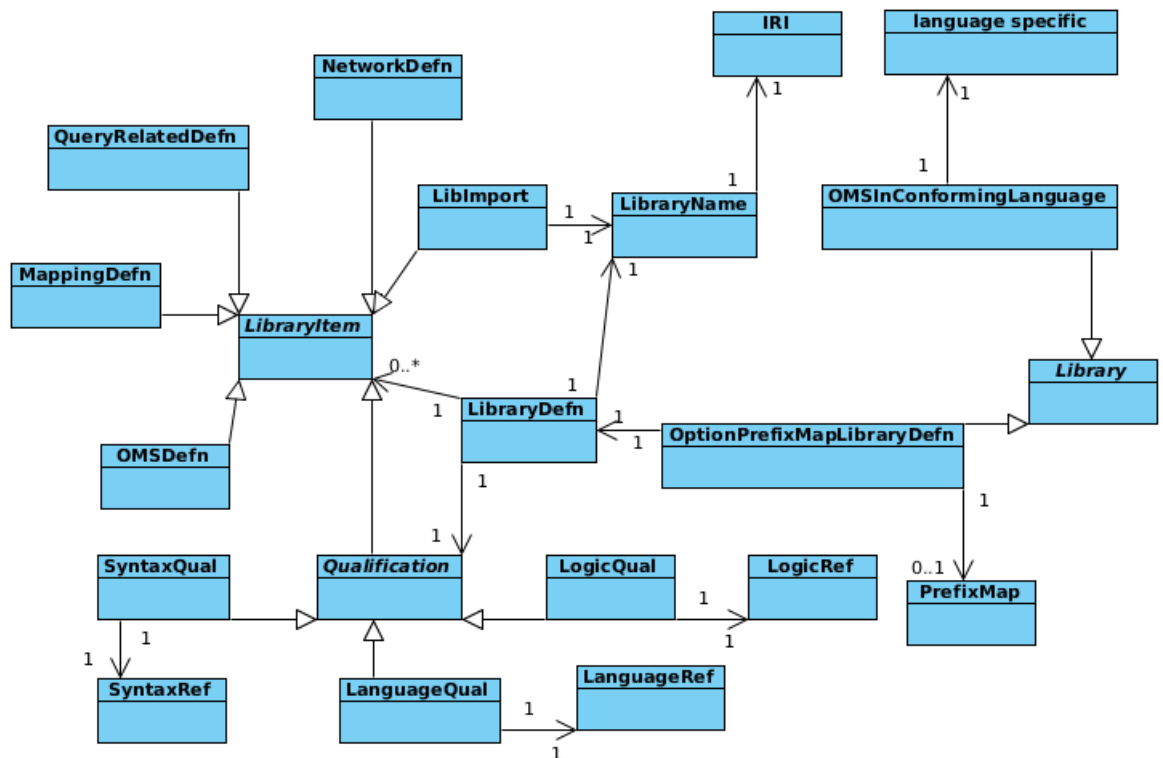 IRI
language specific
NetworkDefn
1
1
QueryRelatedDefn
1
1
LibImport
LibraryName
OMSInConformingLanguage
1
1
MappingDefn
1
LibraryItem
0..*
Library
1
1
LibraryDefn
1
1
OptionPrefixMapLibraryDefn
OMSDefn
1
1
1
SyntaxQual
Qualification
LogicQual
LogicRef
0..1
PrefixMap
1
1
1
1
SyntaxRef
LanguageQual
LanguageRef
1
1